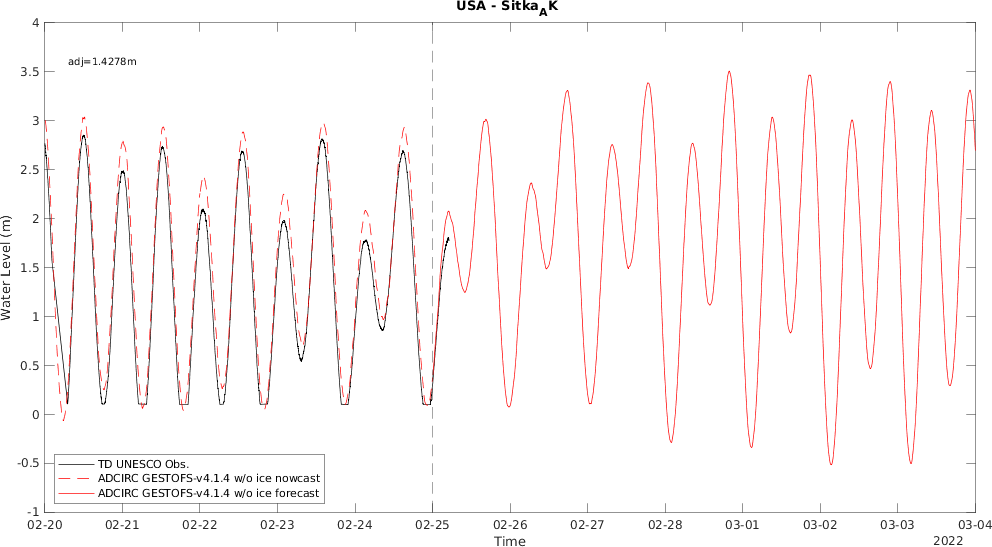 USA - Sitka_AK
4
3.5
3
2.5
2
1.5
1
0.5
0
-0.5
-1
Water Level (m)
adj=1.4278m
TD UNESCO Obs.
ADCIRC GESTOFS-v4.1.4 w/o ice nowcast
ADCIRC GESTOFS-v4.1.4 w/o ice forecast
02-20 02-21 02-22 02-23 02-24 02-25 02-26 02-27 02-28 03-01 03-02 03-03 03-04
Time
2022